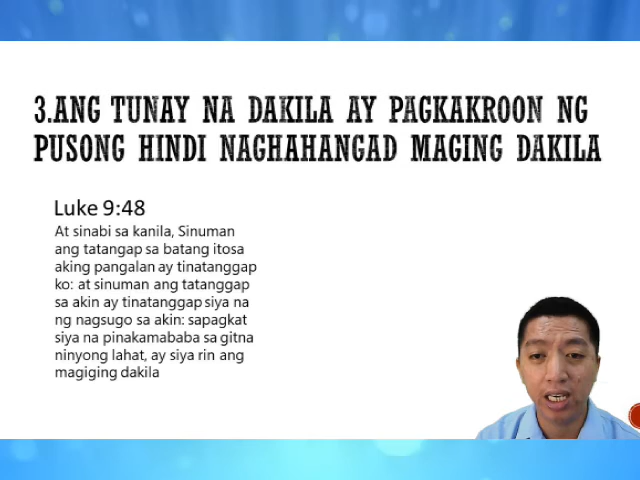 3.ANG TUNAY NA DAKILA AY PAGKAKROON NG
PUSONG HINDI NAGHAHANGAD MAGING DAKILA
Luke 9:48
At sinabi sa kanila, Sinuman
ang tatangap sa batang itosa
aking pangalan ay tinatanggap
ko: at sinuman ang tatanggap
sa akin ay tinatanggap siya na
ng nagsugo sa akin: sapagkat
siya na pinakamababa sa gitna
ninyong lahat, ay siya rin ang
magiging dakila